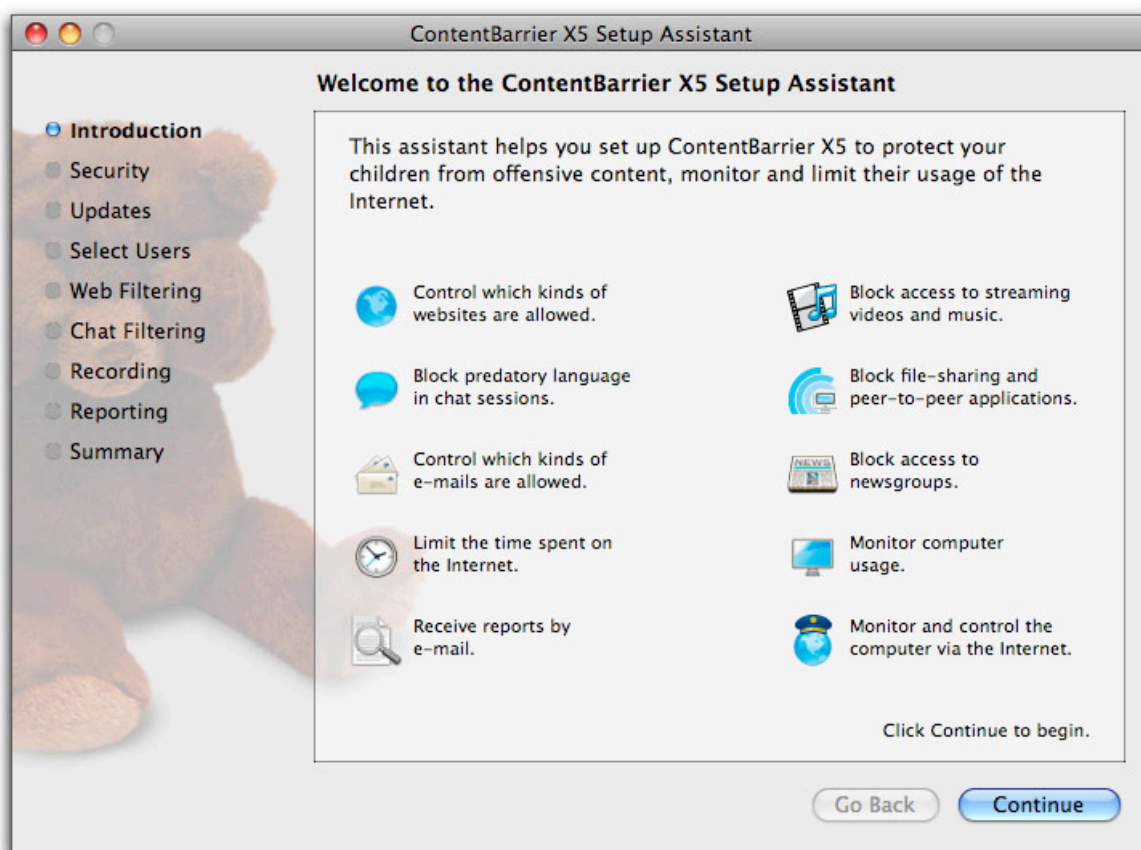 ContentBarrier X5 Setup Assistant
Welcome to the ContentBarrier X5 Setup Assistant
Introduction
Security
Updates
Select Users
Web Filtering
Chat Filtering
Recording
Reporting
Summary
This assistant helps you set up ContentBarrier X5 to protect your
children from offensive content, monitor and limit their usage of the
Internet.
Control which kinds of
websites are allowed.
Block access to streaming
videos and music.
Block predatory language
in chat sessions.
Block file-sharing and
peer-to-peer applications.
Control which kinds of
e-mails are allowed.
NEWS
Block access to
newsgroups.
Limit the time spent on
the Internet.
Monitor computer
usage.
Receive reports by
e-mail.
Monitor and control the
computer via the Internet.
Click Continue to begin.
Go Back
Continue